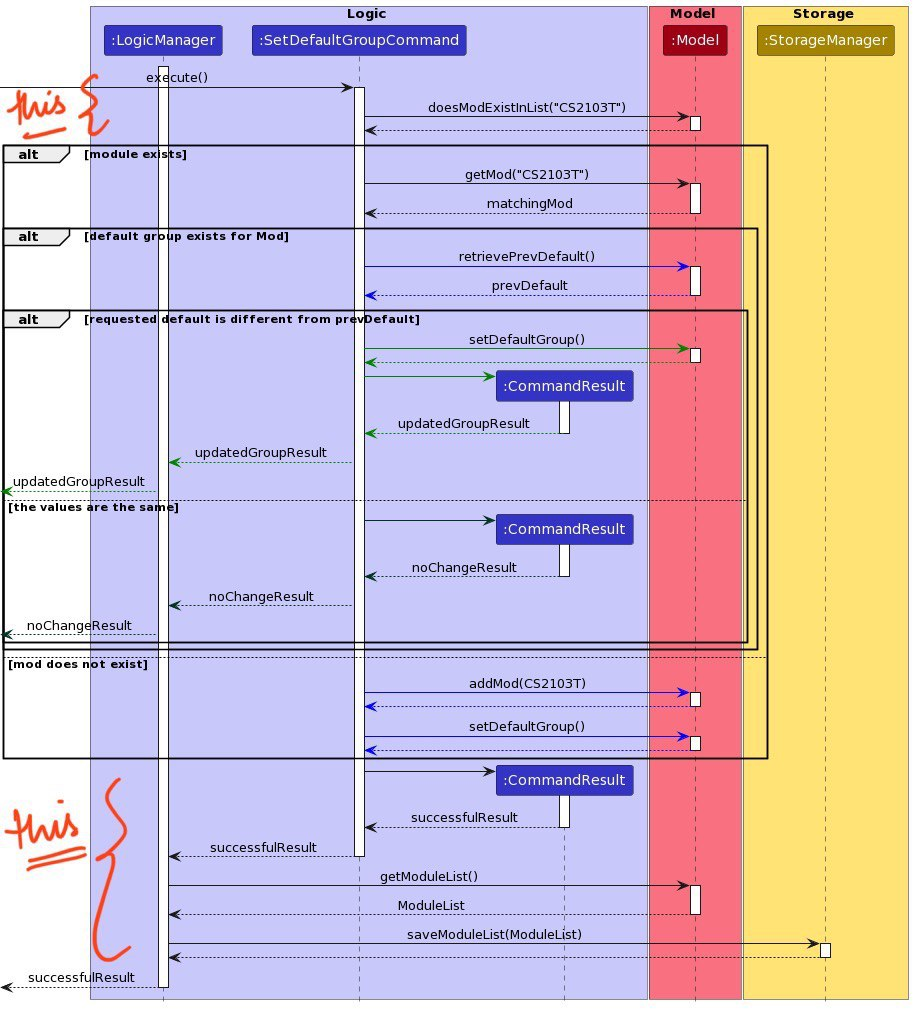 Logic Model Storage
:LogicManager :SetDefaultGroupCommand :Model :StorageManager
execute()
this
doesModExistInList("CS2103T")
alt [module exists]
getMod("CS2103T")
matchingMod
alt [default group exists for Mod]
retrievePrevDefault()
prevDefault
alt [requested default is different from prevDefault]
setDefaultGroup()
:CommandResult
updatedGroupResult
updatedGroupResult
updatedGroupResult
[the values are the same]
:CommandResult
noChangeResult
noChangeResult
noChangeResult
[mod does not exist]
addMod(CS2103T)
setDefaultGroup()
:CommandResult
successfulResult
this
successfulResult
getModuleList()
ModuleList
saveModuleList(ModuleList)
successfulResult